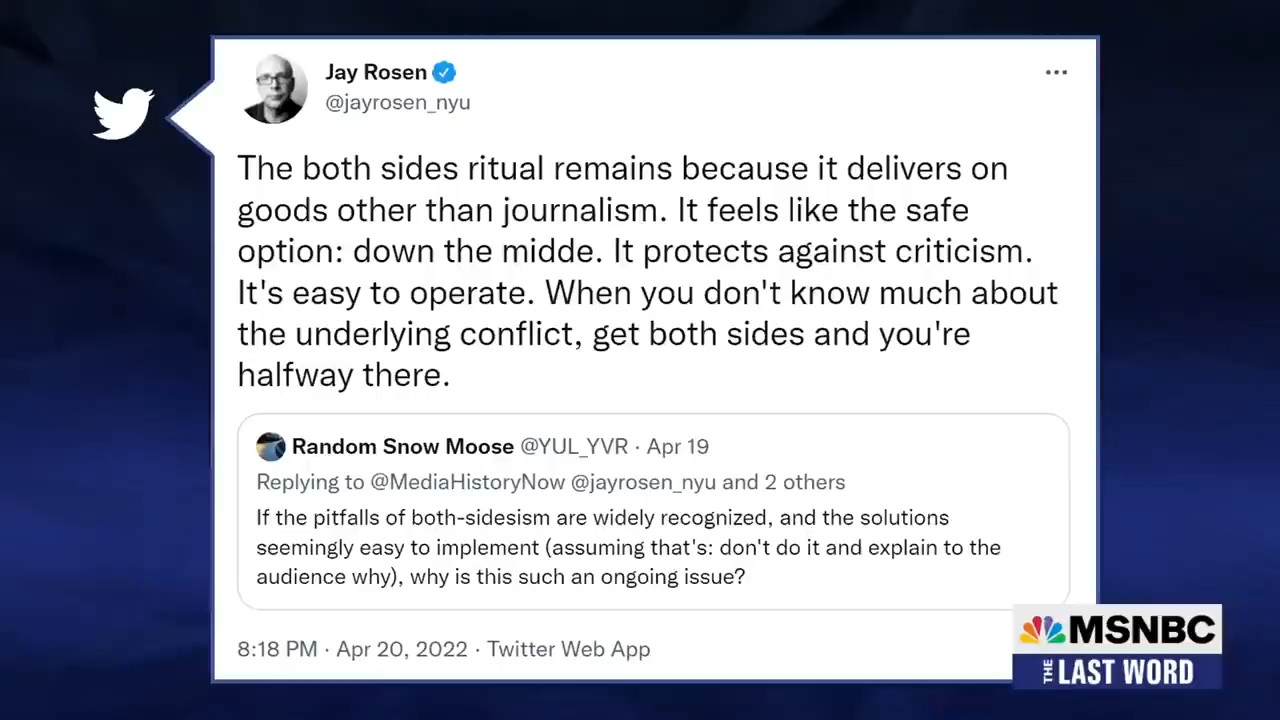 Jay Rosen
@jayrosen_nyu
The both sides ritual remains because it delivers on
goods other than journalism. It feels like the safe
option: down the midde. It protects against criticism.
It's easy to operate. When you don't know much about
the underlying conflict, get both sides and you're
halfway there.
Random Snow Moose @YUL_YVR · Apr 19
Replying to @MediaHistoryNow @jayrosen_nyu and 2 others
If the pitfalls of both-sidesism are widely recognized, and the solutions
seemingly easy to implement (assuming that's: don't do it and explain to the
audience why), why is this such an ongoing issue?
8:18 PM · Apr 20, 2022 · Twitter Web App
MSNBC
THE LAST WORD